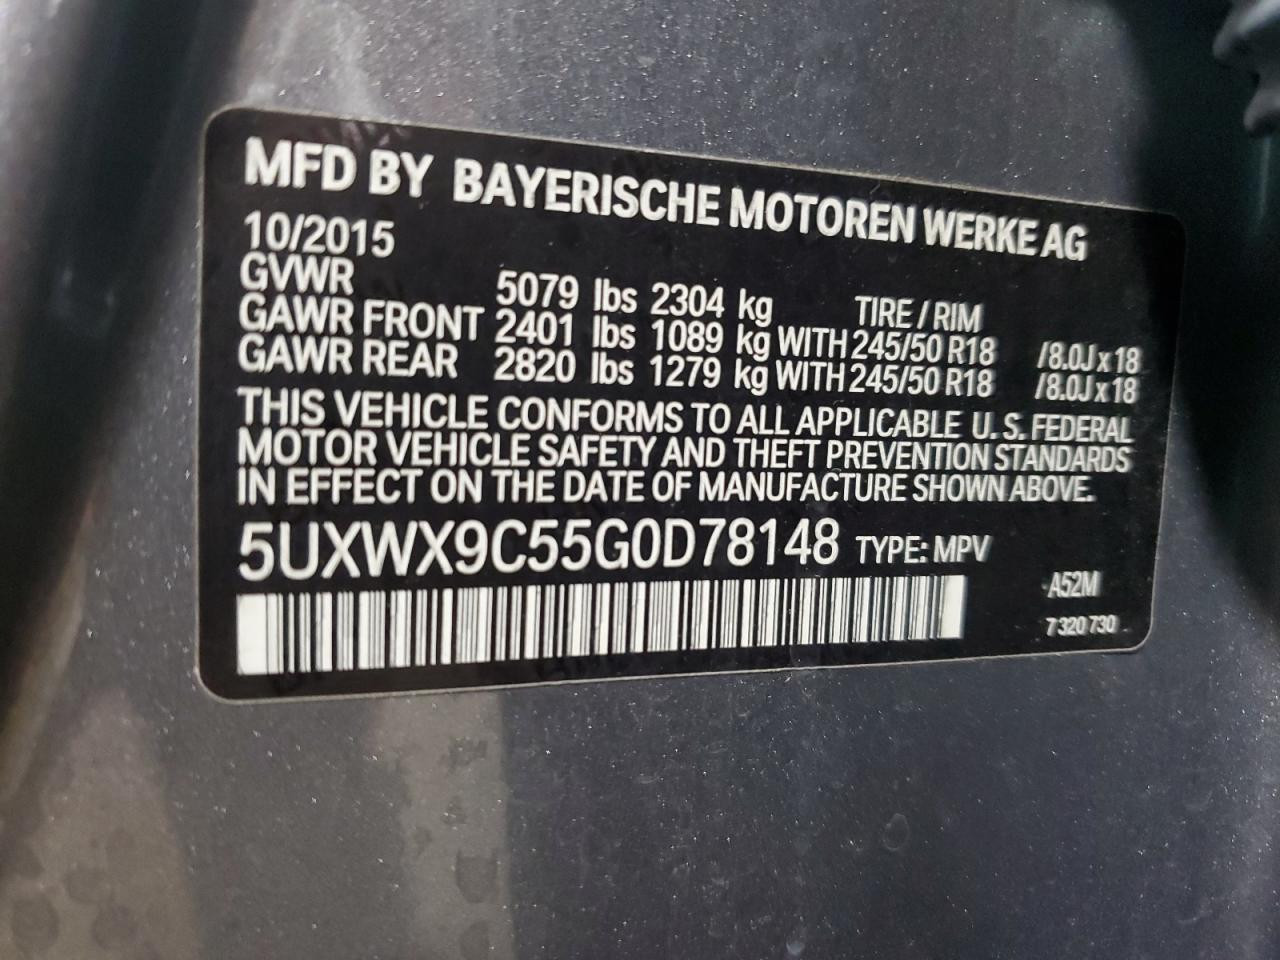 MFD BY BAYERISCHE MOTOREN WERKE AG
10/2015
GVWR 5079 lbs 2304 kg TIRE / RIM
GAWR FRONT 2401 lbs 1089 kg WITH 245/50 R18 /8.0J x 18
GAWR REAR 2820 lbs 1279 kg WITH 245/50 R18 /8.0J x 18
THIS VEHICLE CONFORMS TO ALL APPLICABLE U.S. FEDERAL
MOTOR VEHICLE SAFETY AND THEFT PREVENTION STANDARDS
IN EFFECT ON THE DATE OF MANUFACTURE SHOWN ABOVE.
5UXWX9C55G0D78148 TYPE: MPV
A52M
7 320 730